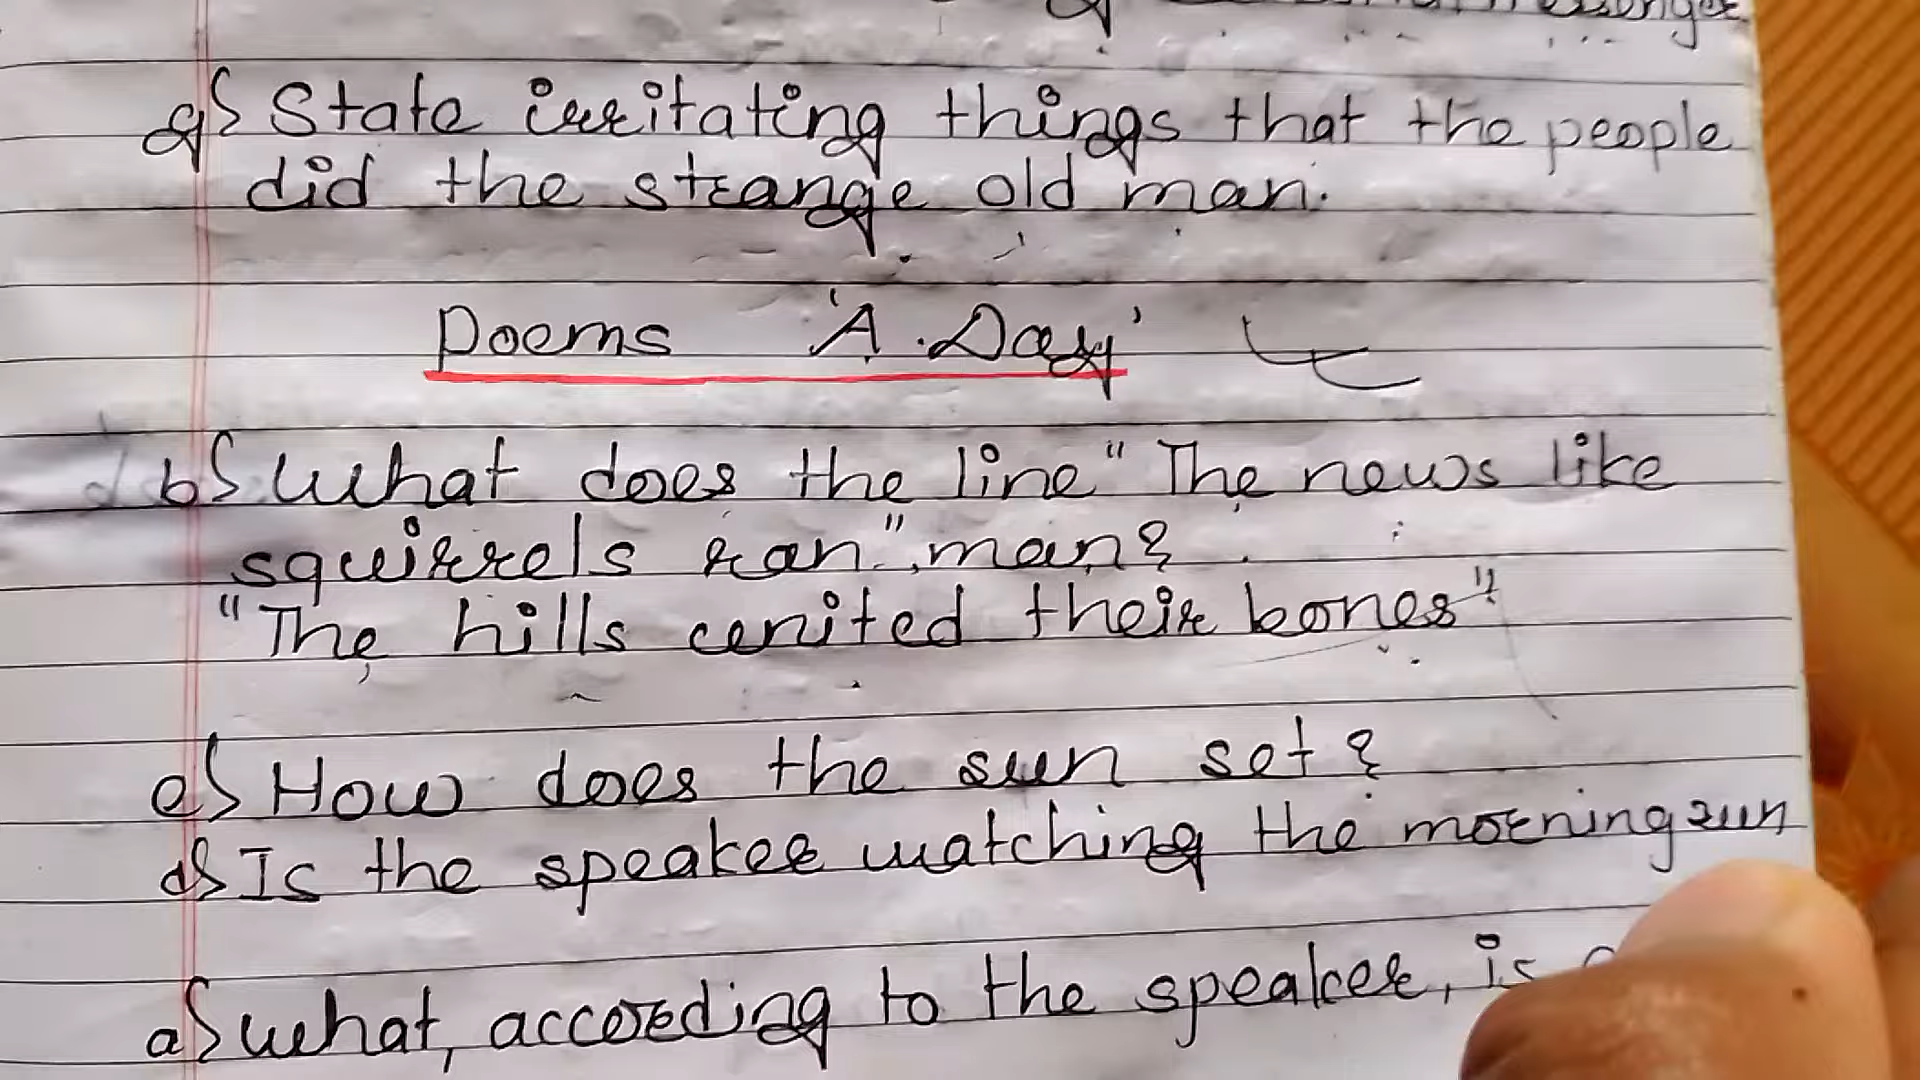 messenger
g) State irritating things that the people
did the strange old man.
Poems 'A Day'
b) What does the line "The news like
squirrels ran" mean?
"The hills united their bones"?
e) How does the sun set?
d) Is the speaker watching the morning sun
a) what, according to the speaker, is